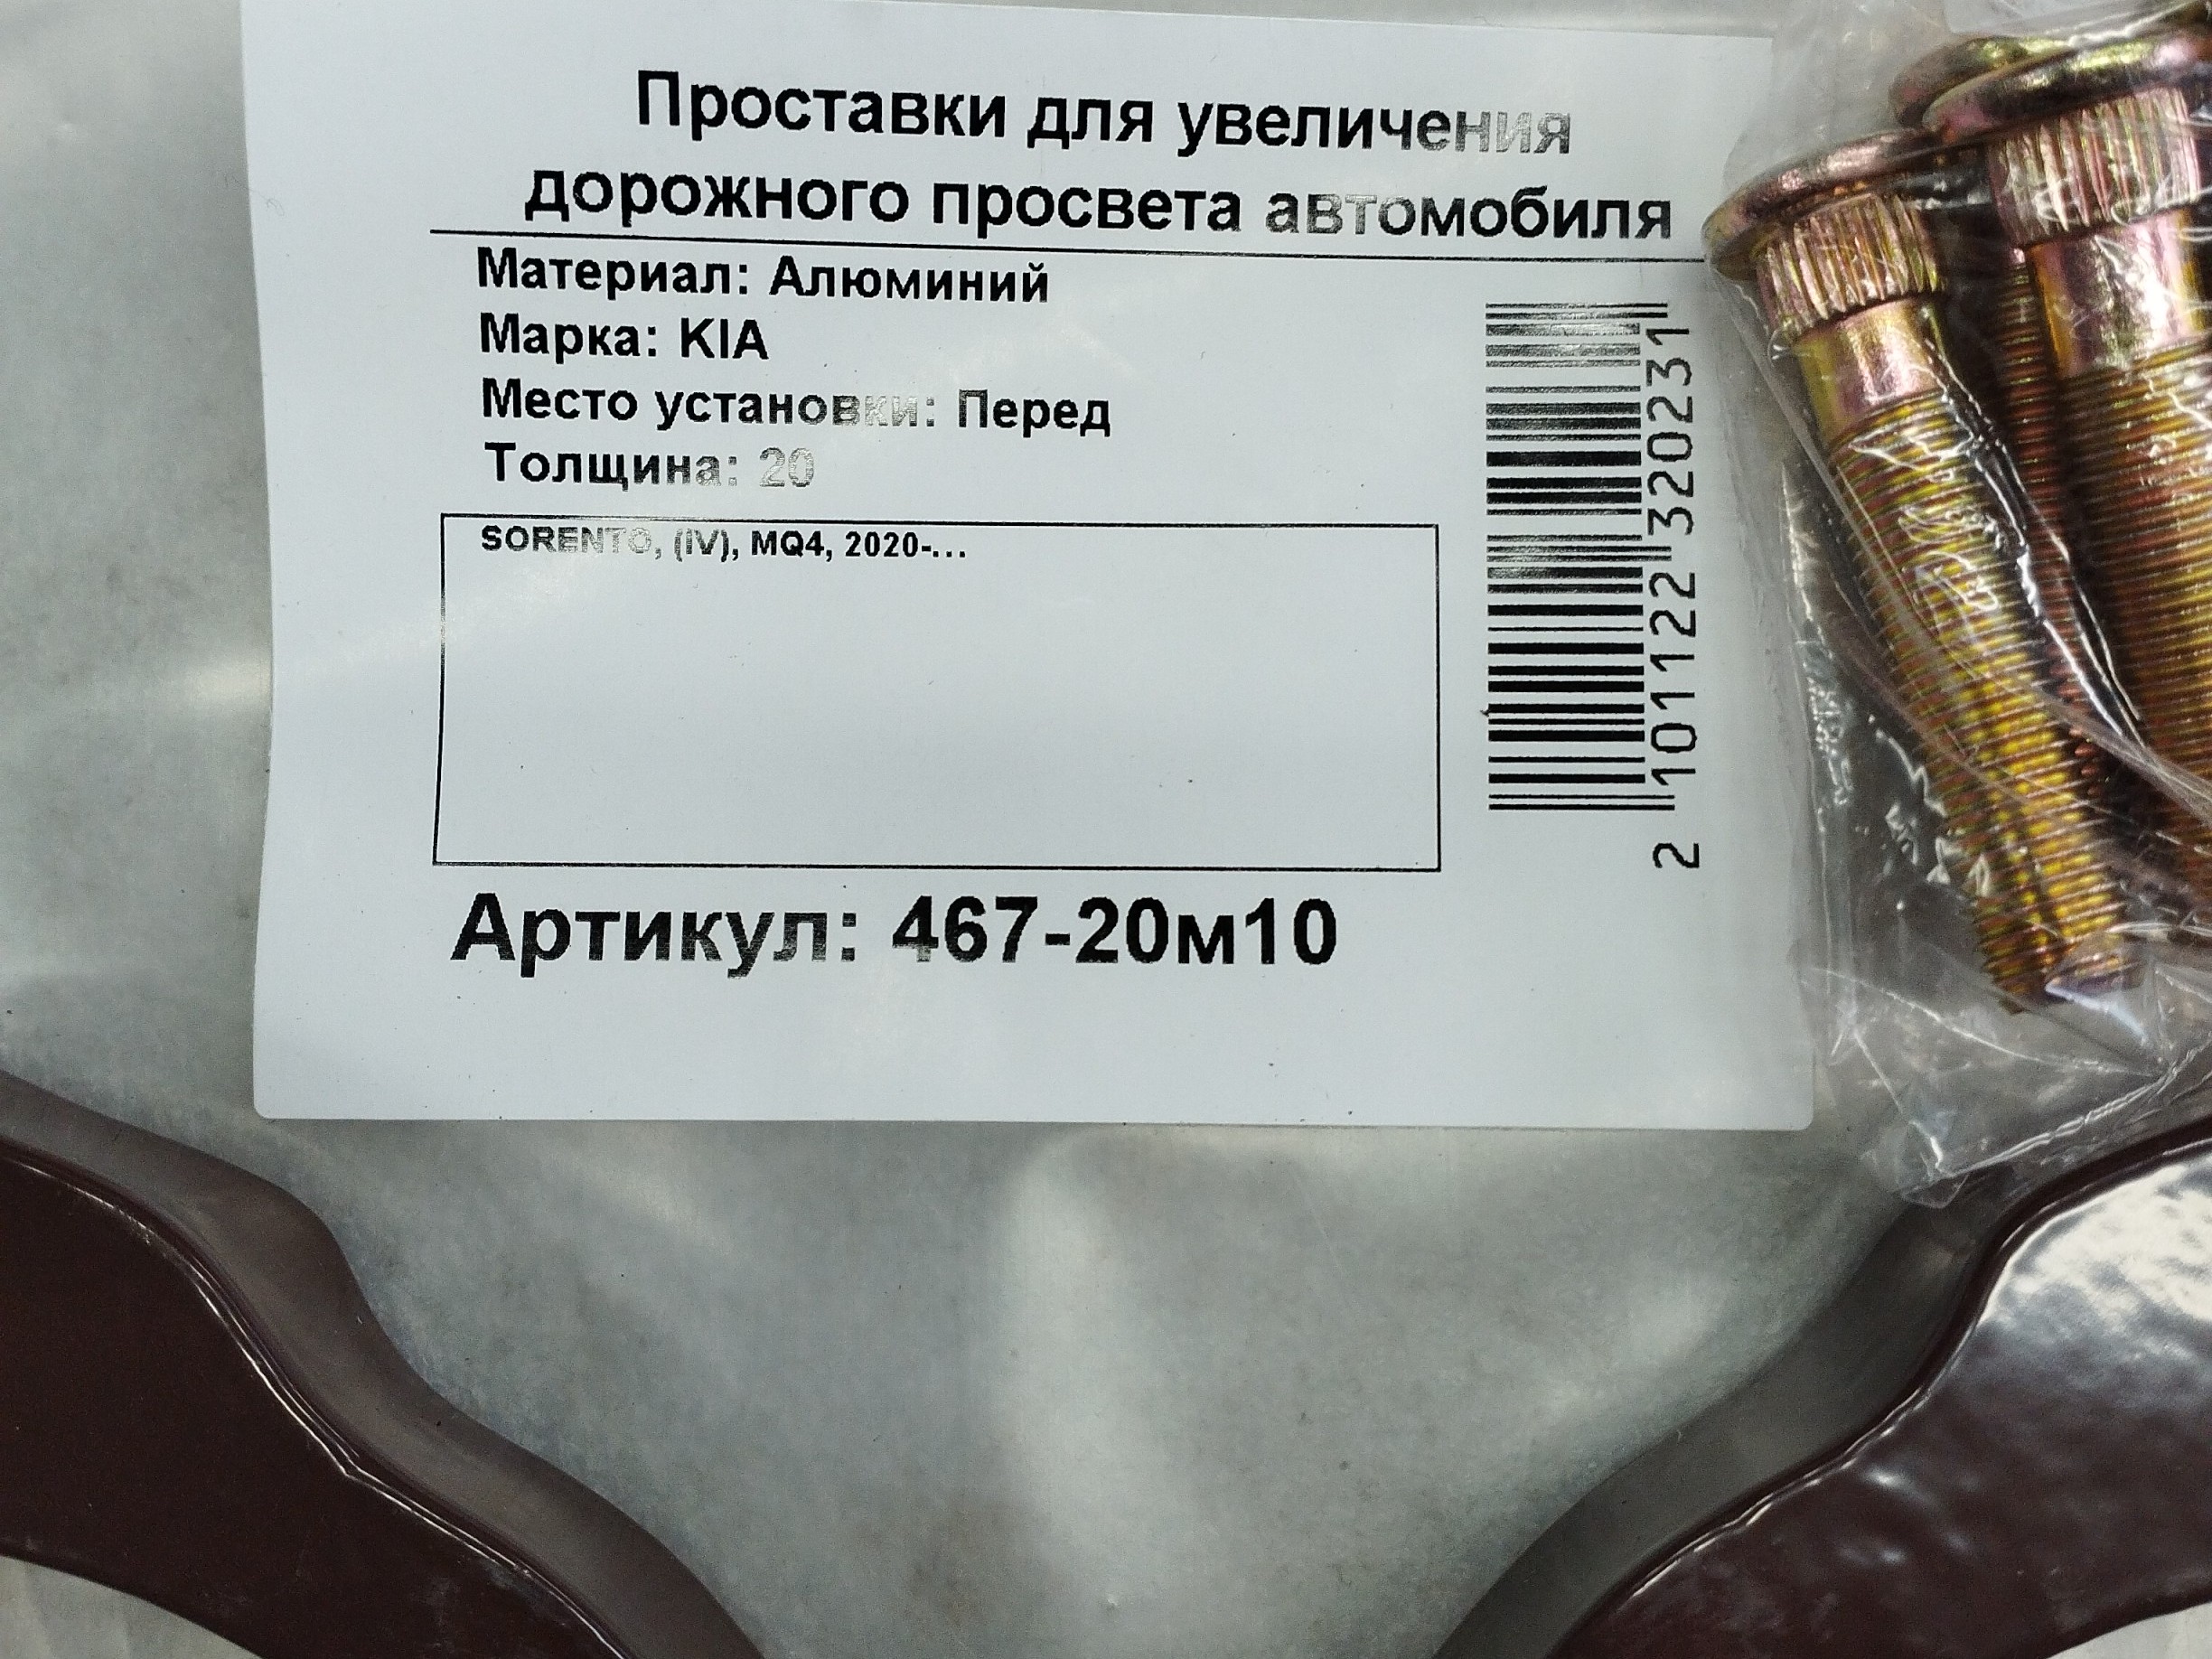 Проставки для увеличения
дорожного просвета автомобиля
Материал: Алюминий
Марка: KIA
Место установки: Перед
Толщина: 20
SORENTO, (IV), MQ4, 2020-...
2 101122 320231
Артикул: 467-20м10